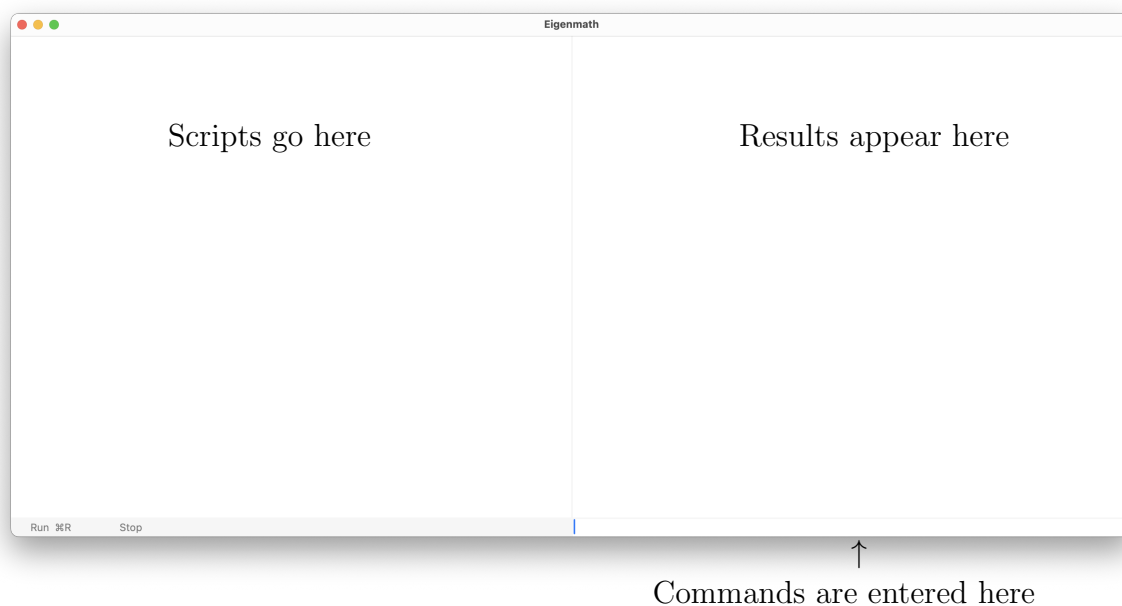 Eigenmath
Scripts go here
Results appear here
Run ⌘R Stop
↑
Commands are entered here